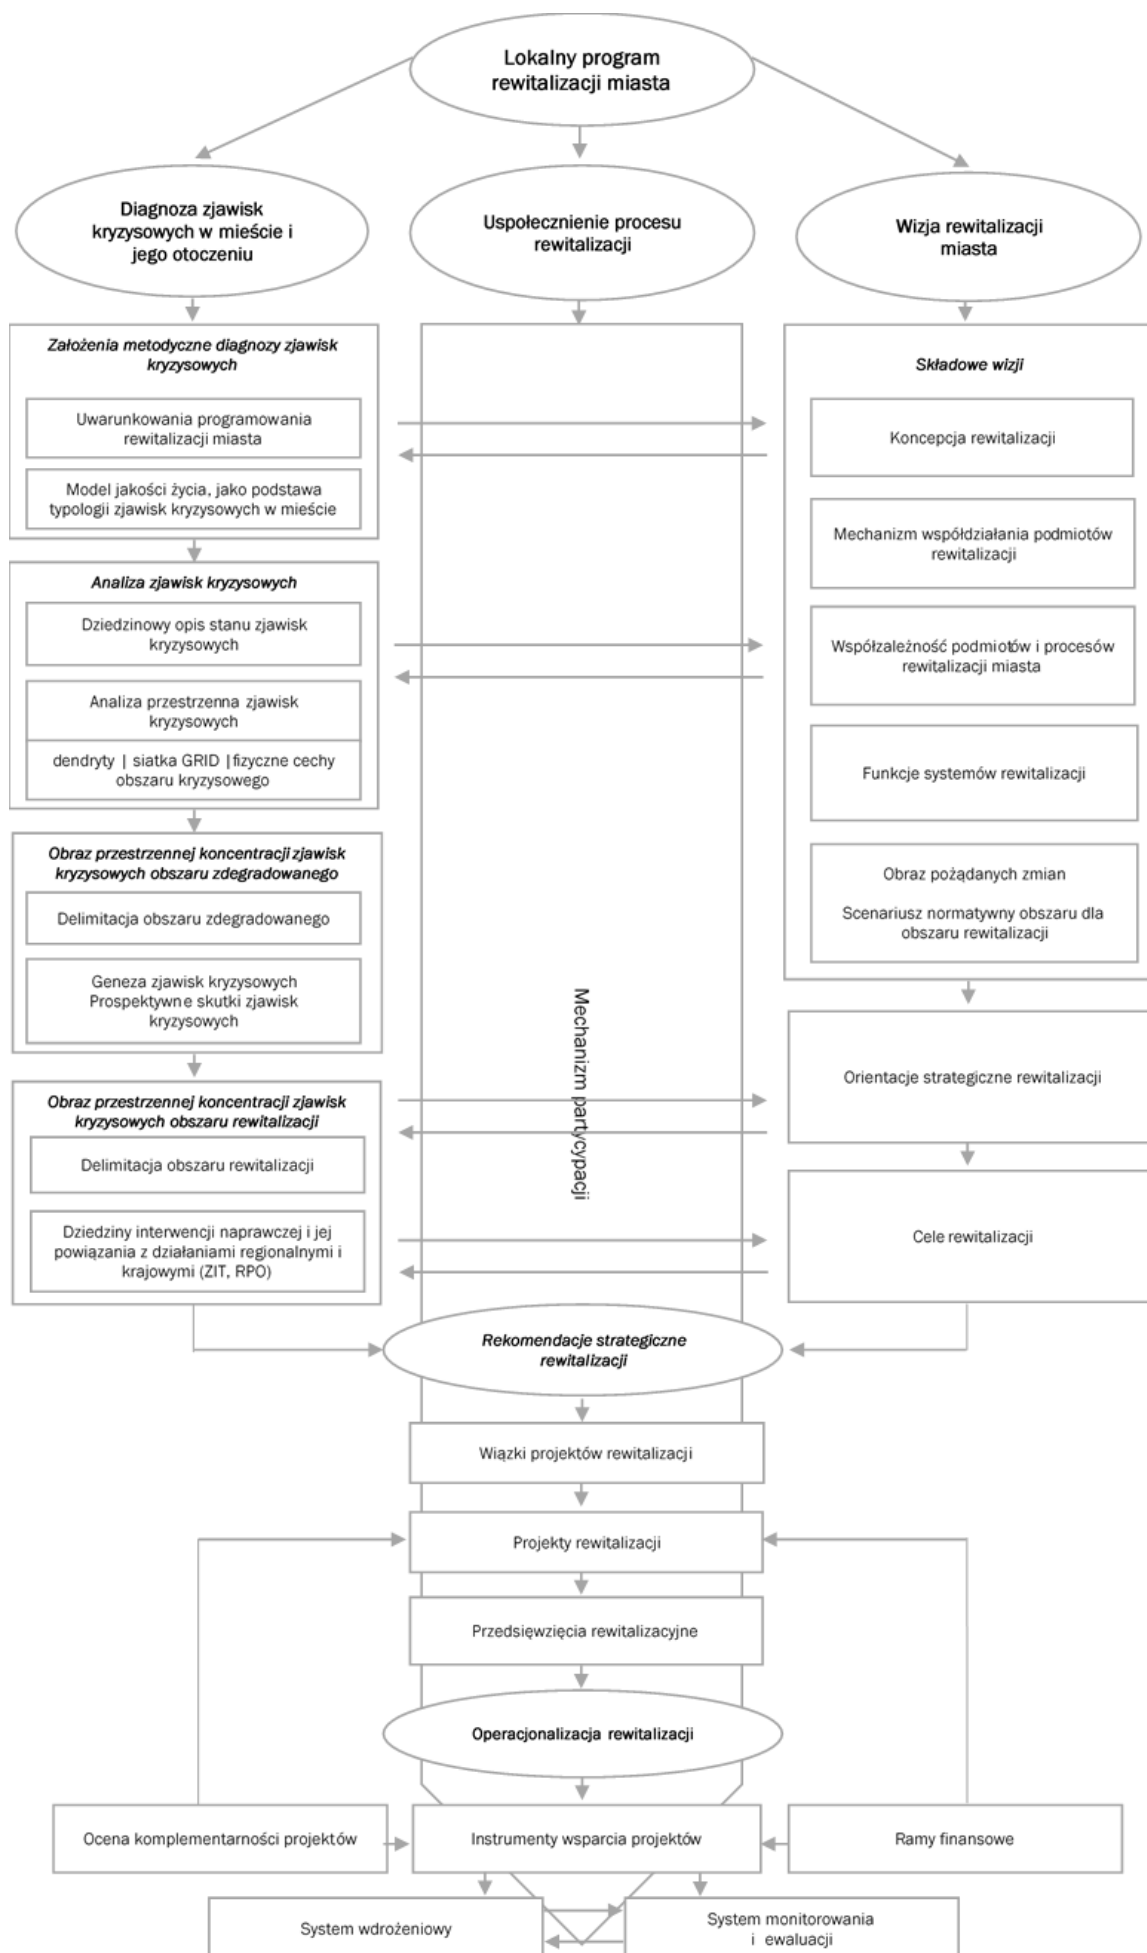 Lokalny program
rewitalizacji miasta
Diagnoza zjawisk
kryzysowych w mieście i
jego otoczeniu
Uspołecznienie procesu
rewitalizacji
Wizja rewitalizacji
miasta
Założenia metodyczne diagnozy zjawisk
kryzysowych
Uwarunkowania programowania
rewitalizacji miasta
Model jakości życia, jako podstawa
typologii zjawisk kryzysowych w mieście
Analiza zjawisk kryzysowych
Dziedzinowy opis stanu zjawisk
kryzysowych
Analiza przestrzenna zjawisk
kryzysowych
dendryty | siatka GRID |fizyczne cechy
obszaru kryzysowego
Obraz przestrzennej koncentracji zjawisk
kryzysowych obszaru zdegradowanego
Delimitacja obszaru zdegradowanego
Geneza zjawisk kryzysowych
Prospektywne skutki zjawisk
kryzysowych
Obraz przestrzennej koncentracji zjawisk
kryzysowych obszaru rewitalizacji
Delimitacja obszaru rewitalizacji
Dziedziny interwencji naprawczej i jej
powiązania z działaniami regionalnymi i
krajowymi (ZIT, RPO)
Mechanizm partycypacji
Składowe wizji
Koncepcja rewitalizacji
Mechanizm współdziałania podmiotów
rewitalizacji
Współzależność podmiotów i procesów
rewitalizacji miasta
Funkcje systemów rewitalizacji
Obraz pożądanych zmian
Scenariusz normatywny obszaru dla
obszaru rewitalizacji
Orientacje strategiczne rewitalizacji
Cele rewitalizacji
Rekomendacje strategiczne
rewitalizacji
Wiązki projektów rewitalizacji
Projekty rewitalizacji
Przedsięwzięcia rewitalizacyjne
Operacjonalizacja rewitalizacji
Ocena komplementarności projektów
Instrumenty wsparcia projektów
Ramy finansowe
System wdrożeniowy
System monitorowania
i ewaluacji